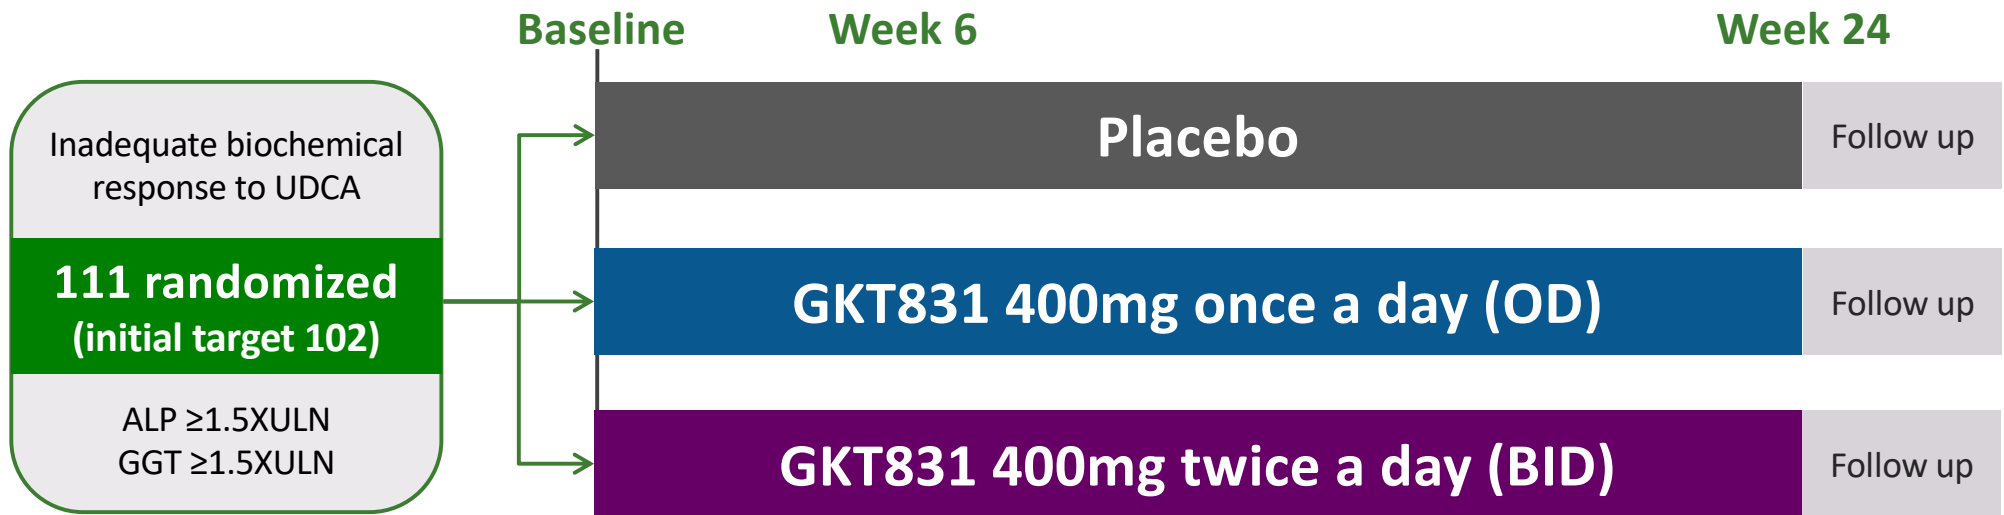 Baseline
Week 6
Week 24
Inadequate biochemical
response to UDCA
111 randomized
(initial target 102)
ALP ≥1.5XULN
GGT ≥1.5XULN
Placebo
Follow up
GKT831 400mg once a day (OD)
Follow up
GKT831 400mg twice a day (BID)
Follow up